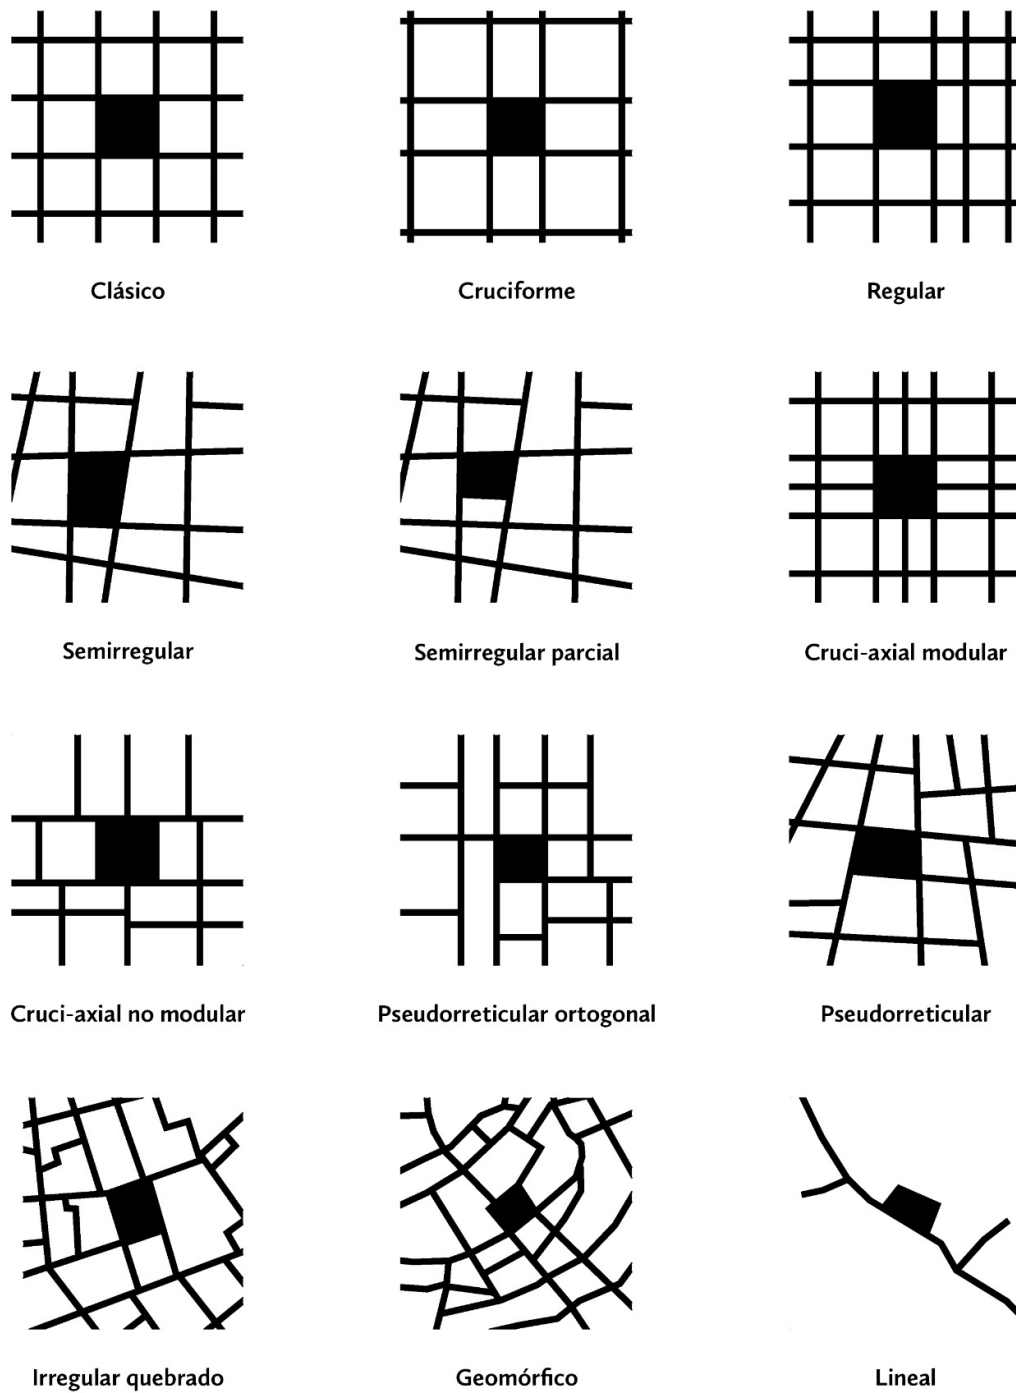 Clásico
Cruciforme
Regular
Semirregular
Semirregular parcial
Cruci-axial modular
Cruci-axial no modular
Pseudorreticular ortogonal
Pseudorreticular
Irregular quebrado
Geomórfico
Lineal